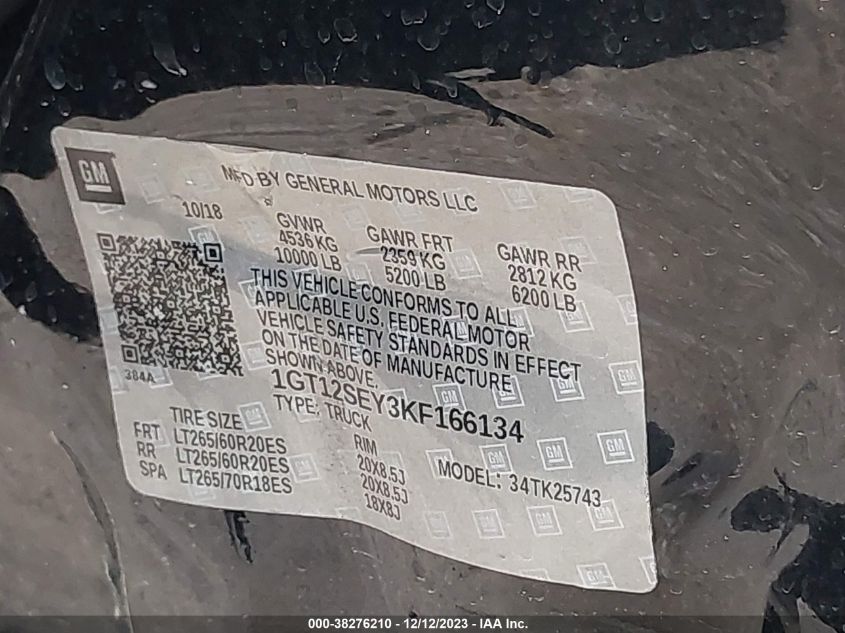 GM
MFD BY GENERAL MOTORS LLC
10/18
GVWR
4536 KG
10000 LB
GAWR FRT
2359 KG
5200 LB
GAWR RR
2812 KG
6200 LB
THIS VEHICLE CONFORMS TO ALL
APPLICABLE U.S. FEDERAL MOTOR
VEHICLE SAFETY STANDARDS IN EFFECT
ON THE DATE OF MANUFACTURE
SHOWN ABOVE.
384A
1GT12SEY3KF166134
TYPE: TRUCK
MODEL: 34TK25743
TIRE SIZE RIM
FRT LT265/60R20ES 20X8.5J
RR LT265/60R20ES 20X8.5J
SPA LT265/70R18ES 18X8J
000-38276210 - 12/12/2023 - IAA Inc.